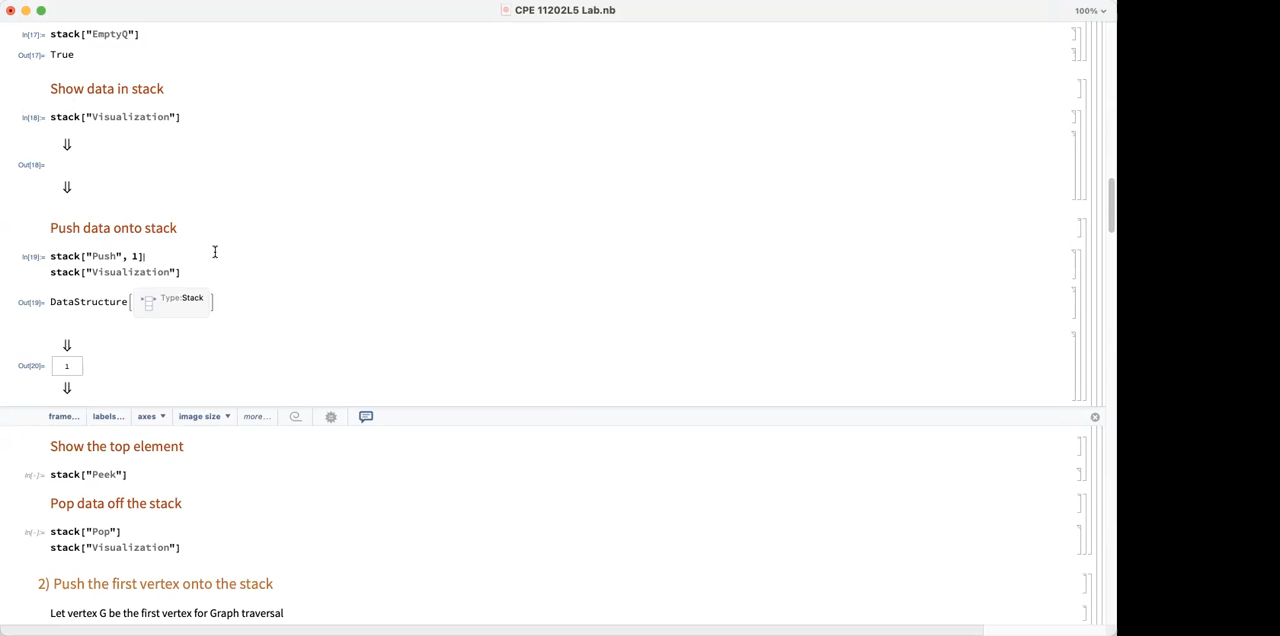 CPE 11202L5 Lab.nb
100%
In[17]:= stack["EmptyQ"]
Out[17]= True
Show data in stack
In[18]:= stack["Visualization"]
⇓
Out[18]=
⇓
Push data onto stack
In[19]:= stack["Push", 1]
stack["Visualization"]
Out[19]= DataStructure[ Type:Stack ]
⇓
Out[20]= 1
⇓
frame... labels... axes image size more...
Show the top element
In[-]:= stack["Peek"]
Pop data off the stack
In[-]:= stack["Pop"]
stack["Visualization"]
2) Push the first vertex onto the stack
Let vertex G be the first vertex for Graph traversal